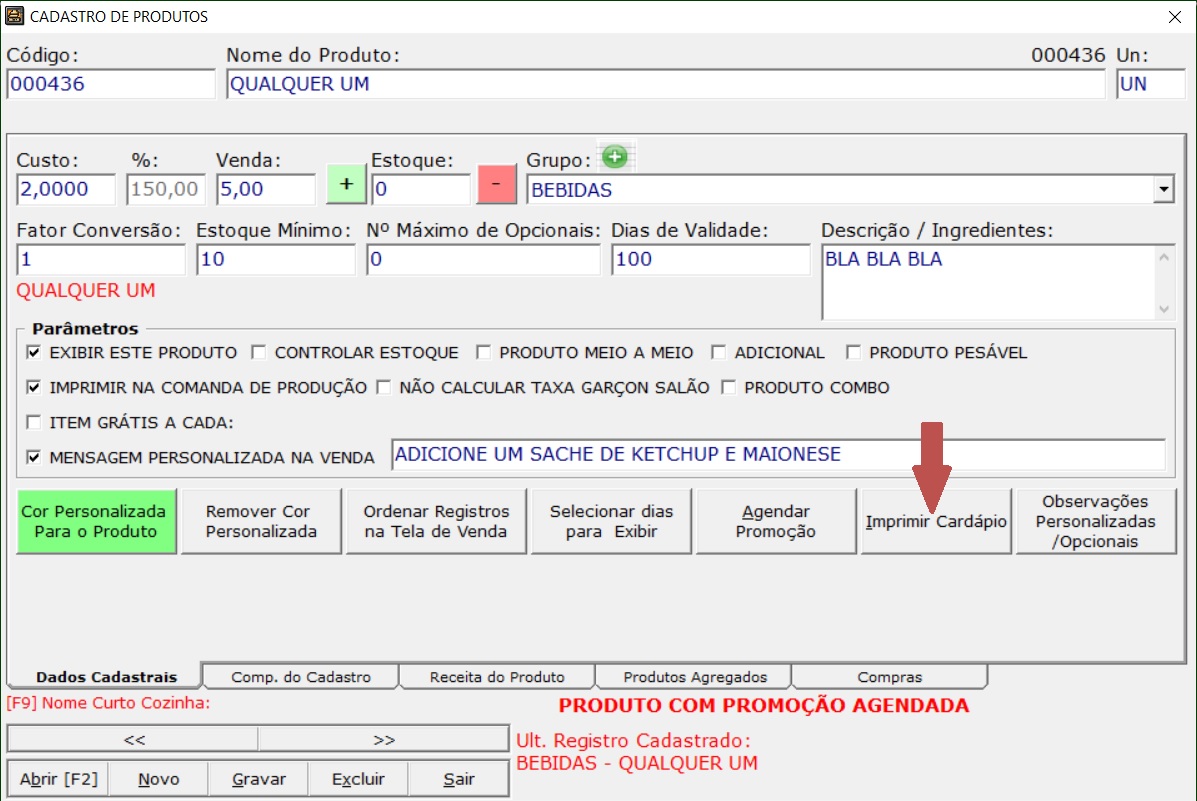 CADASTRO DE PRODUTOS
Código: Nome do Produto: 000436 Un:
000436 QUALQUER UM UN
Custo: %: Venda: Estoque: Grupo:
2,0000 150,00 5,00 + 0 - BEBIDAS
Fator Conversão: Estoque Mínimo: Nº Máximo de Opcionais: Dias de Validade: Descrição / Ingredientes:
1 10 0 100 BLA BLA BLA
QUALQUER UM
Parâmetros
EXIBIR ESTE PRODUTO CONTROLAR ESTOQUE PRODUTO MEIO A MEIO ADICIONAL PRODUTO PESÁVEL
IMPRIMIR NA COMANDA DE PRODUÇÃO NÃO CALCULAR TAXA GARÇON SALÃO PRODUTO COMBO
ITEM GRÁTIS A CADA:
MENSAGEM PERSONALIZADA NA VENDA ADICIONE UM SACHE DE KETCHUP E MAIONESE
Cor Personalizada
Para o Produto
Remover Cor
Personalizada
Ordenar Registros
na Tela de Venda
Selecionar dias
para Exibir
Agendar
Promoção
Imprimir Cardápio
Observações
Personalizadas
/Opcionais
Dados Cadastrais Comp. do Cadastro Receita do Produto Produtos Agregados Compras
[F9] Nome Curto Cozinha: PRODUTO COM PROMOÇÃO AGENDADA
<< >> Ult. Registro Cadastrado:
BEBIDAS - QUALQUER UM
Abrir [F2] Novo Gravar Excluir Sair